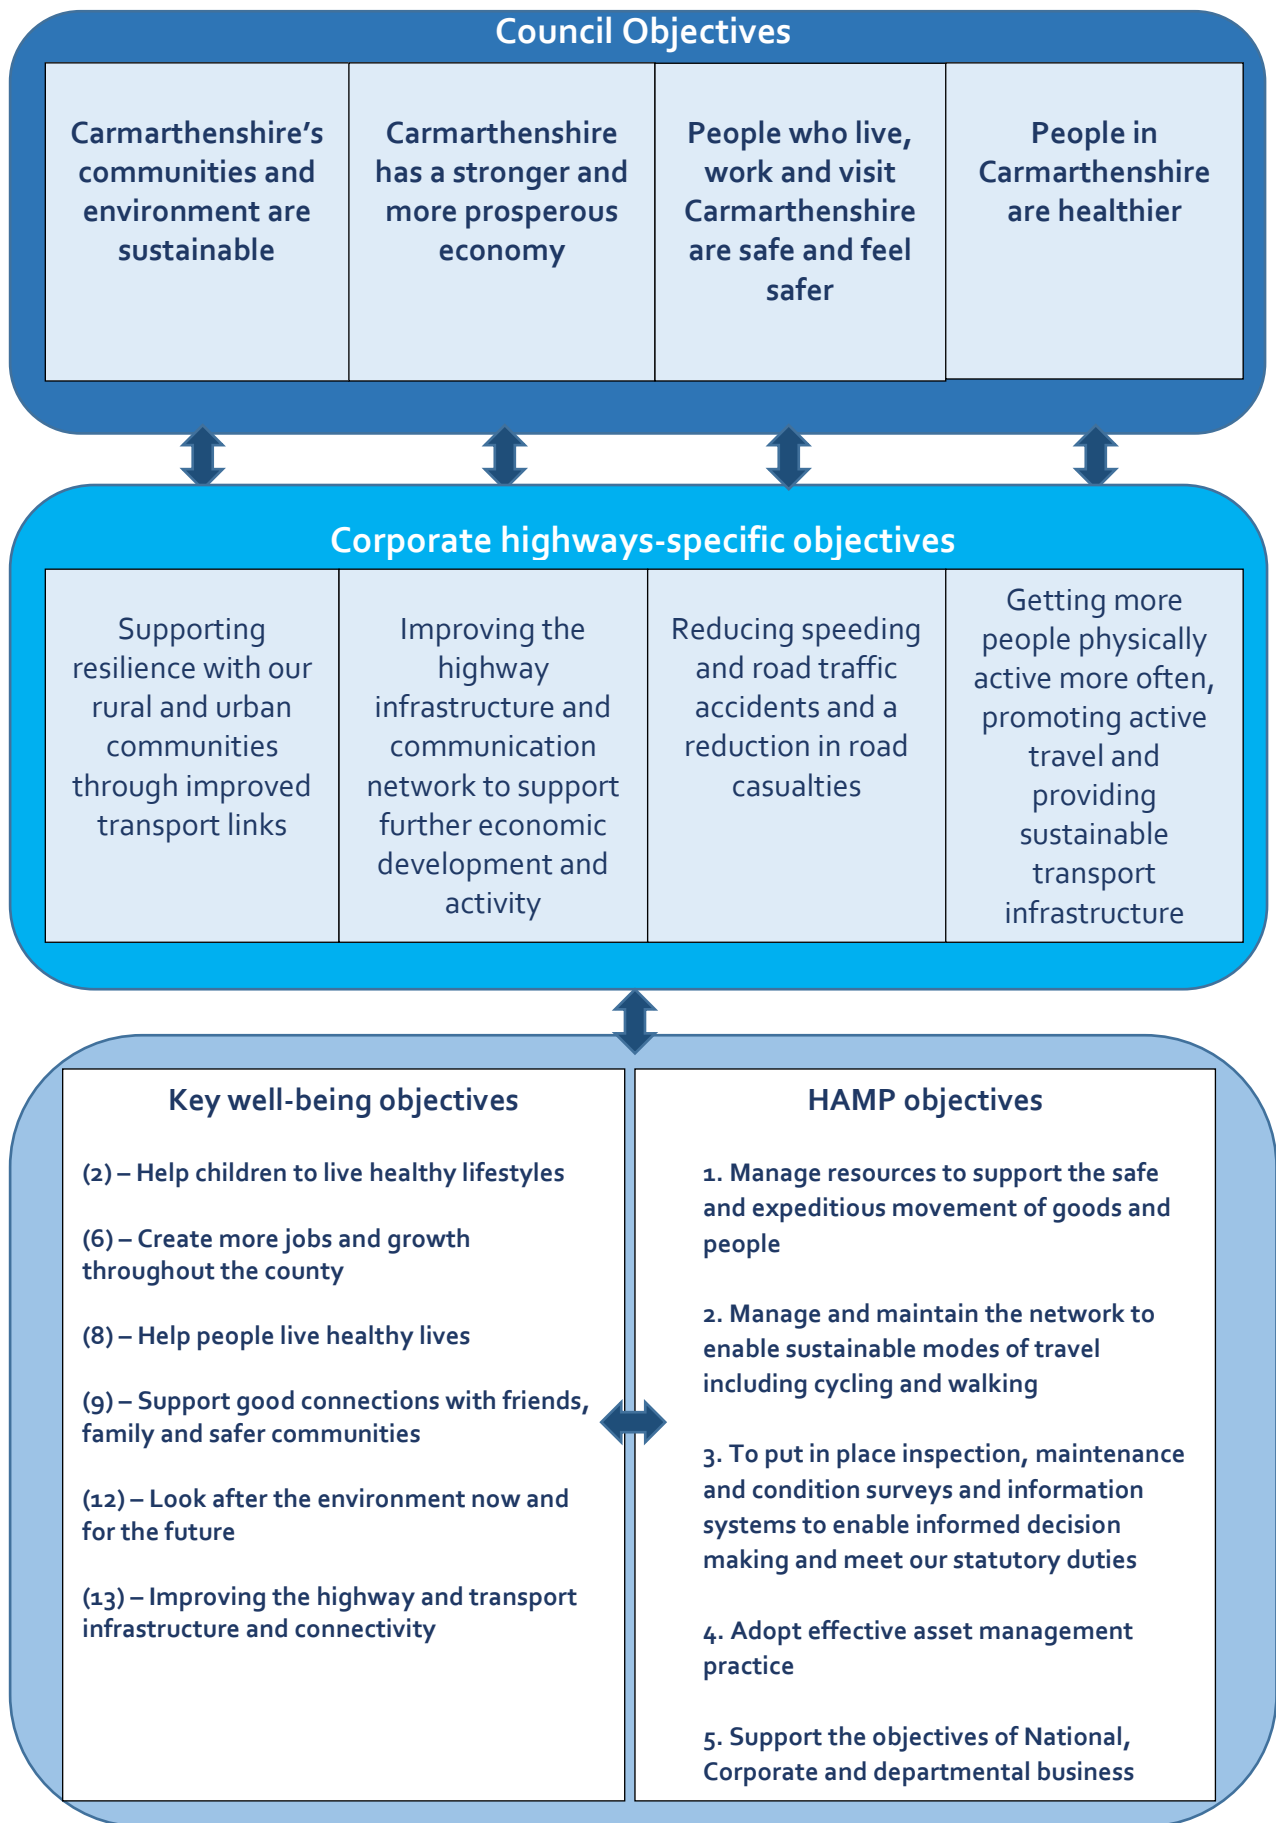 Council Objectives
Carmarthenshire’s
communities and
environment are
sustainable
Carmarthenshire
has a stronger and
more prosperous
economy
People who live,
work and visit
Carmarthenshire
are safe and feel
safer
People in
Carmarthenshire
are healthier
Corporate highways-specific objectives
Supporting
resilience with our
rural and urban
communities
through improved
transport links
Improving the
highway
infrastructure and
communication
network to support
further economic
development and
activity
Reducing speeding
and road traffic
accidents and a
reduction in road
casualties
Getting more
people physically
active more often,
promoting active
travel and
providing
sustainable
transport
infrastructure
Key well-being objectives
(2) – Help children to live healthy lifestyles
(6) – Create more jobs and growth
throughout the county
(8) – Help people live healthy lives
(9) – Support good connections with friends,
family and safer communities
(12) – Look after the environment now and
for the future
(13) – Improving the highway and transport
infrastructure and connectivity
HAMP objectives
1. Manage resources to support the safe
and expeditious movement of goods and
people
2. Manage and maintain the network to
enable sustainable modes of travel
including cycling and walking
3. To put in place inspection, maintenance
and condition surveys and information
systems to enable informed decision
making and meet our statutory duties
4. Adopt effective asset management
practice
5. Support the objectives of National,
Corporate and departmental business